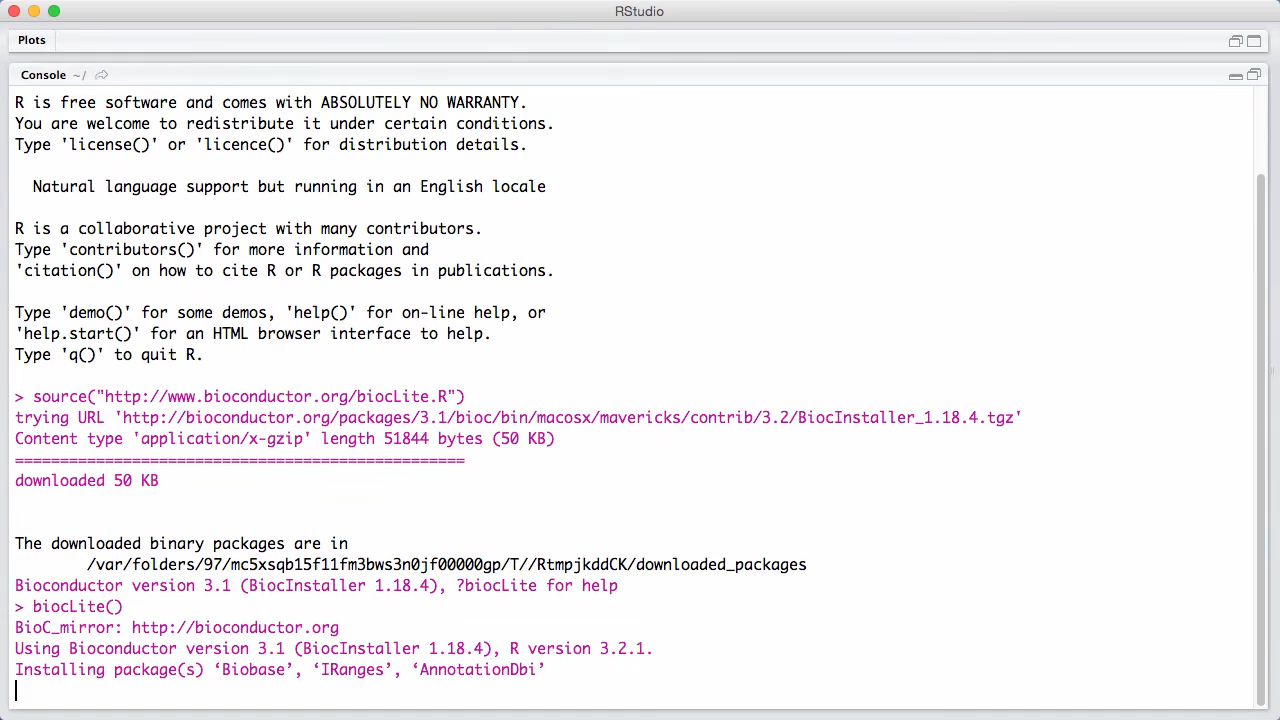 RStudio
Plots
Console ~/
R is free software and comes with ABSOLUTELY NO WARRANTY.
You are welcome to redistribute it under certain conditions.
Type 'license()' or 'licence()' for distribution details.
Natural language support but running in an English locale
R is a collaborative project with many contributors.
Type 'contributors()' for more information and
'citation()' on how to cite R or R packages in publications.
Type 'demo()' for some demos, 'help()' for on-line help, or
'help.start()' for an HTML browser interface to help.
Type 'q()' to quit R.
> source("http://www.bioconductor.org/biocLite.R")
trying URL 'http://bioconductor.org/packages/3.1/bioc/bin/macosx/mavericks/contrib/3.2/BiocInstaller_1.18.4.tgz'
Content type 'application/x-gzip' length 51844 bytes (50 KB)
==================================================
downloaded 50 KB
The downloaded binary packages are in
/var/folders/97/mc5xsqb15f11fm3bws3n0jf00000gp/T//RtmpjkddCK/downloaded_packages
Bioconductor version 3.1 (BiocInstaller 1.18.4), ?biocLite for help
> biocLite()
BioC_mirror: http://bioconductor.org
Using Bioconductor version 3.1 (BiocInstaller 1.18.4), R version 3.2.1.
Installing package(s) ‘Biobase’, ‘IRanges’, ‘AnnotationDbi’